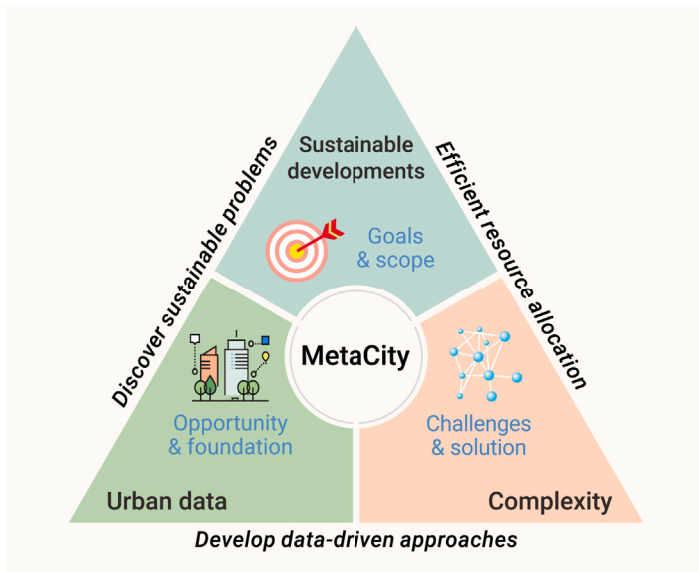 Sustainable
developments
Goals
& scope
Discover sustainable problems
Efficient resource allocation
MetaCity
Opportunity
& foundation
Challenges
& solution
Urban data
Complexity
Develop data-driven approaches